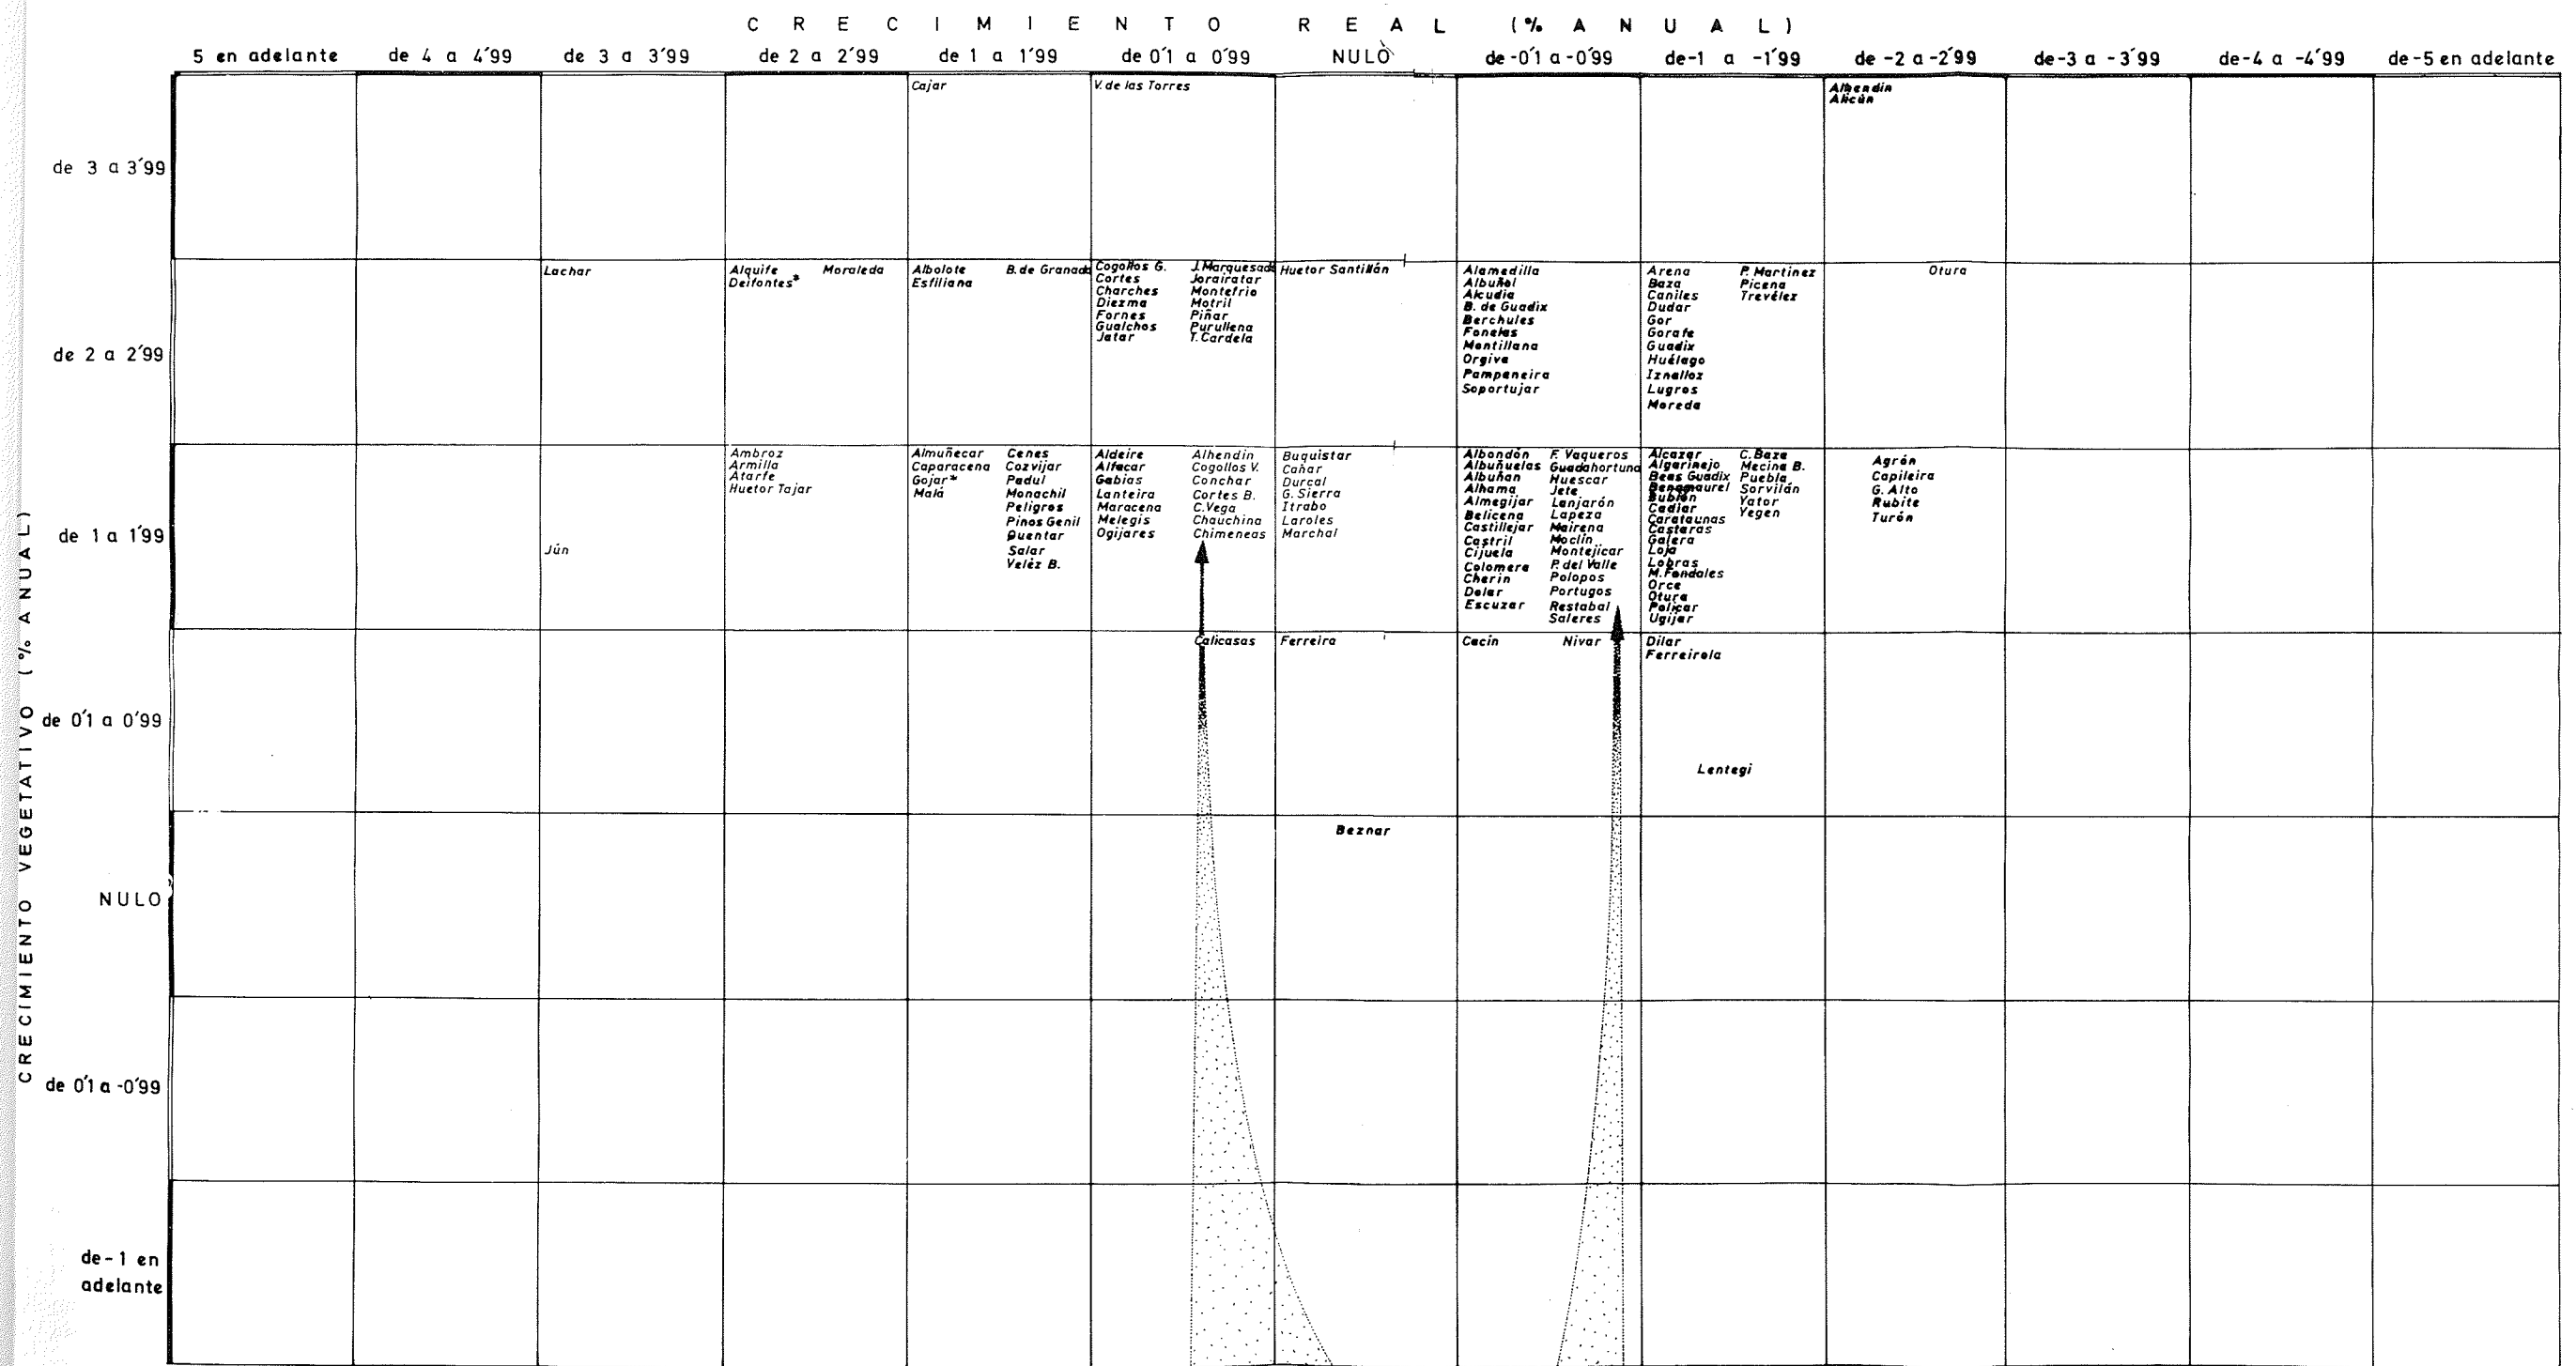 CRECIMIENTO REAL (% ANUAL)
5 en adelante
de 4 a 4'99
de 3 a 3'99
de 2 a 2'99
de 1 a 1'99
de 0'1 a 0'99
NULO
de -0'1 a -0'99
de -1 a -1'99
de -2 a -2'99
de -3 a -3'99
de -4 a -4'99
de -5 en adelante
CRECIMIENTO VEGETATIVO (% ANUAL)
de 3 a 3'99
Cajar
V. de las Torres
Alhendin
Alicún
de 2 a 2'99
Lachar
Alquife
Deifontes*
Moraleda
Albolote
Esfiliana
B. de Granada
Cogollos G.
Cortes
Charches
Diezma
Fornes
Gualchos
Jatar
J. Marquesado
Jorairatar
Montefrio
Motril
Piñar
Purullena
T. Cardela
Huetor Santillán
Alamedilla
Albuñol
Alcudia
B. de Guadix
Berchules
Fonelas
Montillana
Orgiva
Pampaneira
Soportujar
Arena
Baza
Caniles
Dudar
Gor
Gorafe
Guadix
Huélago
Iznalloz
Lugros
Moreda
P. Martinez
Picena
Trevélez
Otura
de 1 a 1'99
Jún
Ambroz
Armilla
Atarfe
Huetor Tajar
Almuñecar
Caparacena
Gojar*
Malá
Cenes
Cozvijar
Padul
Monachil
Peligros
Pinos Genil
Quentar
Salar
Veléz B.
Aldeire
Alfacar
Gabias
Lanteira
Maracena
Melegis
Ogijares
Alhendin
Cogollos V.
Conchar
Cortes B.
C. Vega
Chauchina
Chimeneas
Buquistar
Cañar
Durcal
G. Sierra
Itrabo
Laroles
Marchal
Albondón
Albuñuelas
Albuñan
Alhama
Almegijar
Belicena
Castillejar
Castril
Cijuela
Colomera
Cherin
Dolar
Escuzar
F. Vaqueros
Guadahortuna
Huescar
Jete
Lanjarón
Lapeza
Mairena
Moclín
Montejicar
P. del Valle
Polopos
Portugos
Restabal
Saleres
Alcazar
Algarinejo
Beas Guadix
Benamaurel
Bubión
Cadiar
Carataunas
Castaras
Galera
Loja
Lobras
M. Fondales
Orce
Otura
Policar
Ugijar
C. Baza
Mecina B.
Puebla
Sorvilán
Yator
Yegen
Agrón
Capileira
G. Alto
Rubite
Turón
de 0'1 a 0'99
Calicasas
Ferreira
Cacin
Nivar
Dilar
Ferreirola
Lentegi
NULO
Beznar
de 0'1 a -0'99
de -1 en
adelante